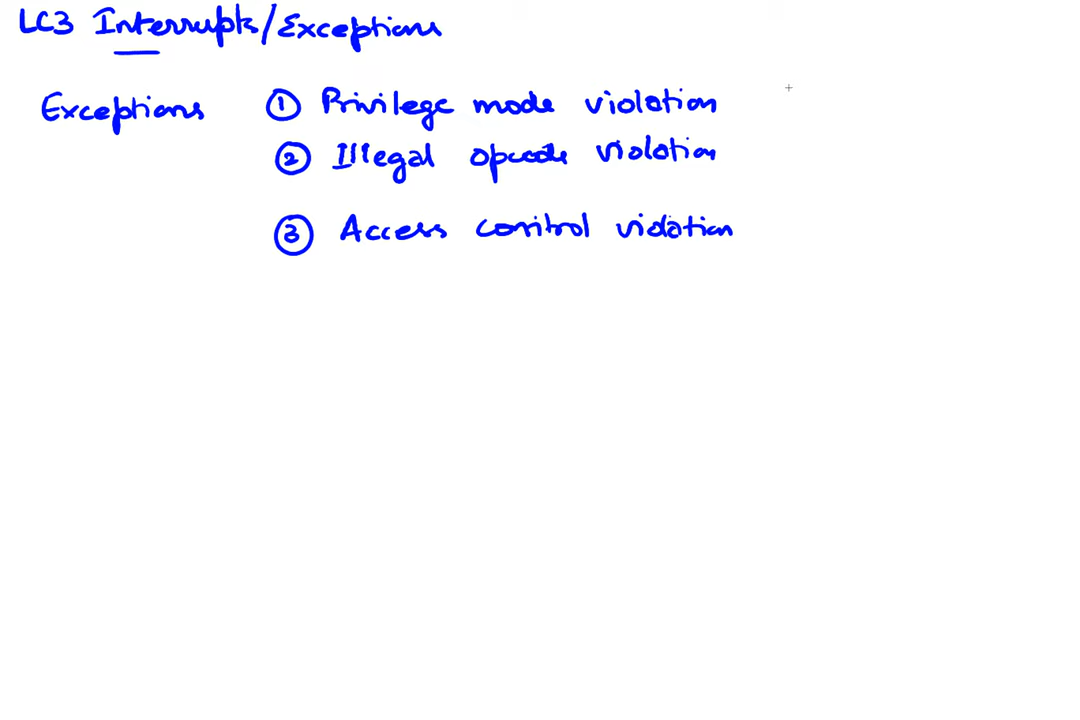 LC3 Interrupts/Exceptions
Exceptions ① Privilege mode violation
② Illegal opcode violation
③ Access control violation